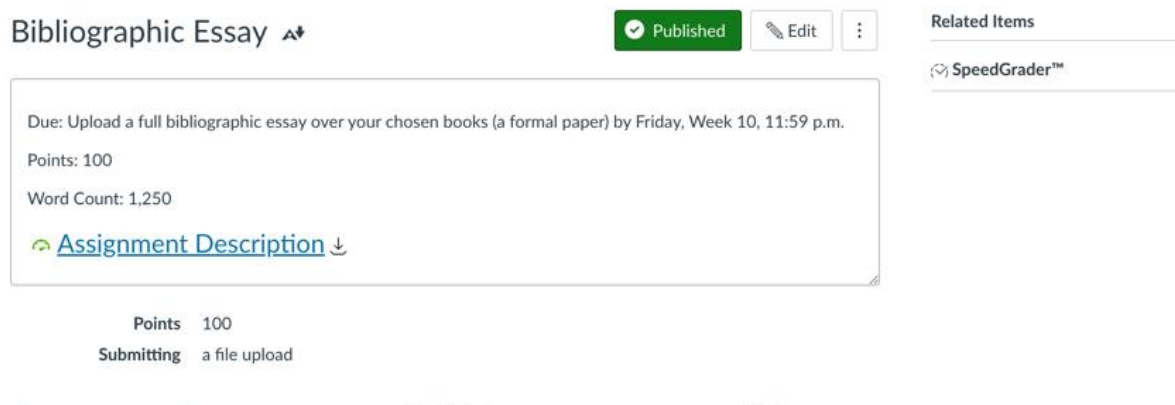 Bibliographic Essay
Published
Edit
Related Items
SpeedGrader™
Due: Upload a full bibliographic essay over your chosen books (a formal paper) by Friday, Week 10, 11:59 p.m.
Points: 100
Word Count: 1,250
Assignment Description
Points 100
Submitting a file upload